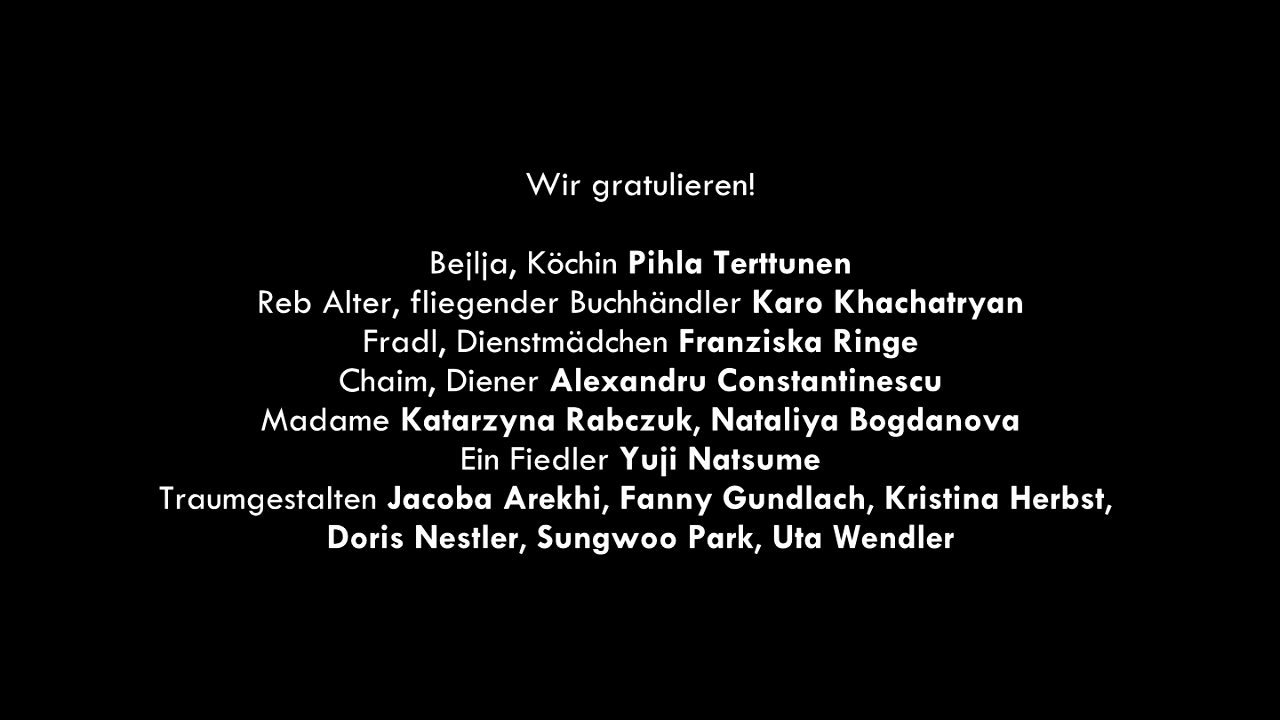 Wir gratulieren!
Bejlja, Köchin Pihla Terttunen
Reb Alter, fliegender Buchhändler Karo Khachatryan
Fradl, Dienstmädchen Franziska Ringe
Chaim, Diener Alexandru Constantinescu
Madame Katarzyna Rabczuk, Nataliya Bogdanova
Ein Fiedler Yuji Natsume
Traumgestalten Jacoba Arekhi, Fanny Gundlach, Kristina Herbst,
Doris Nestler, Sungwoo Park, Uta Wendler